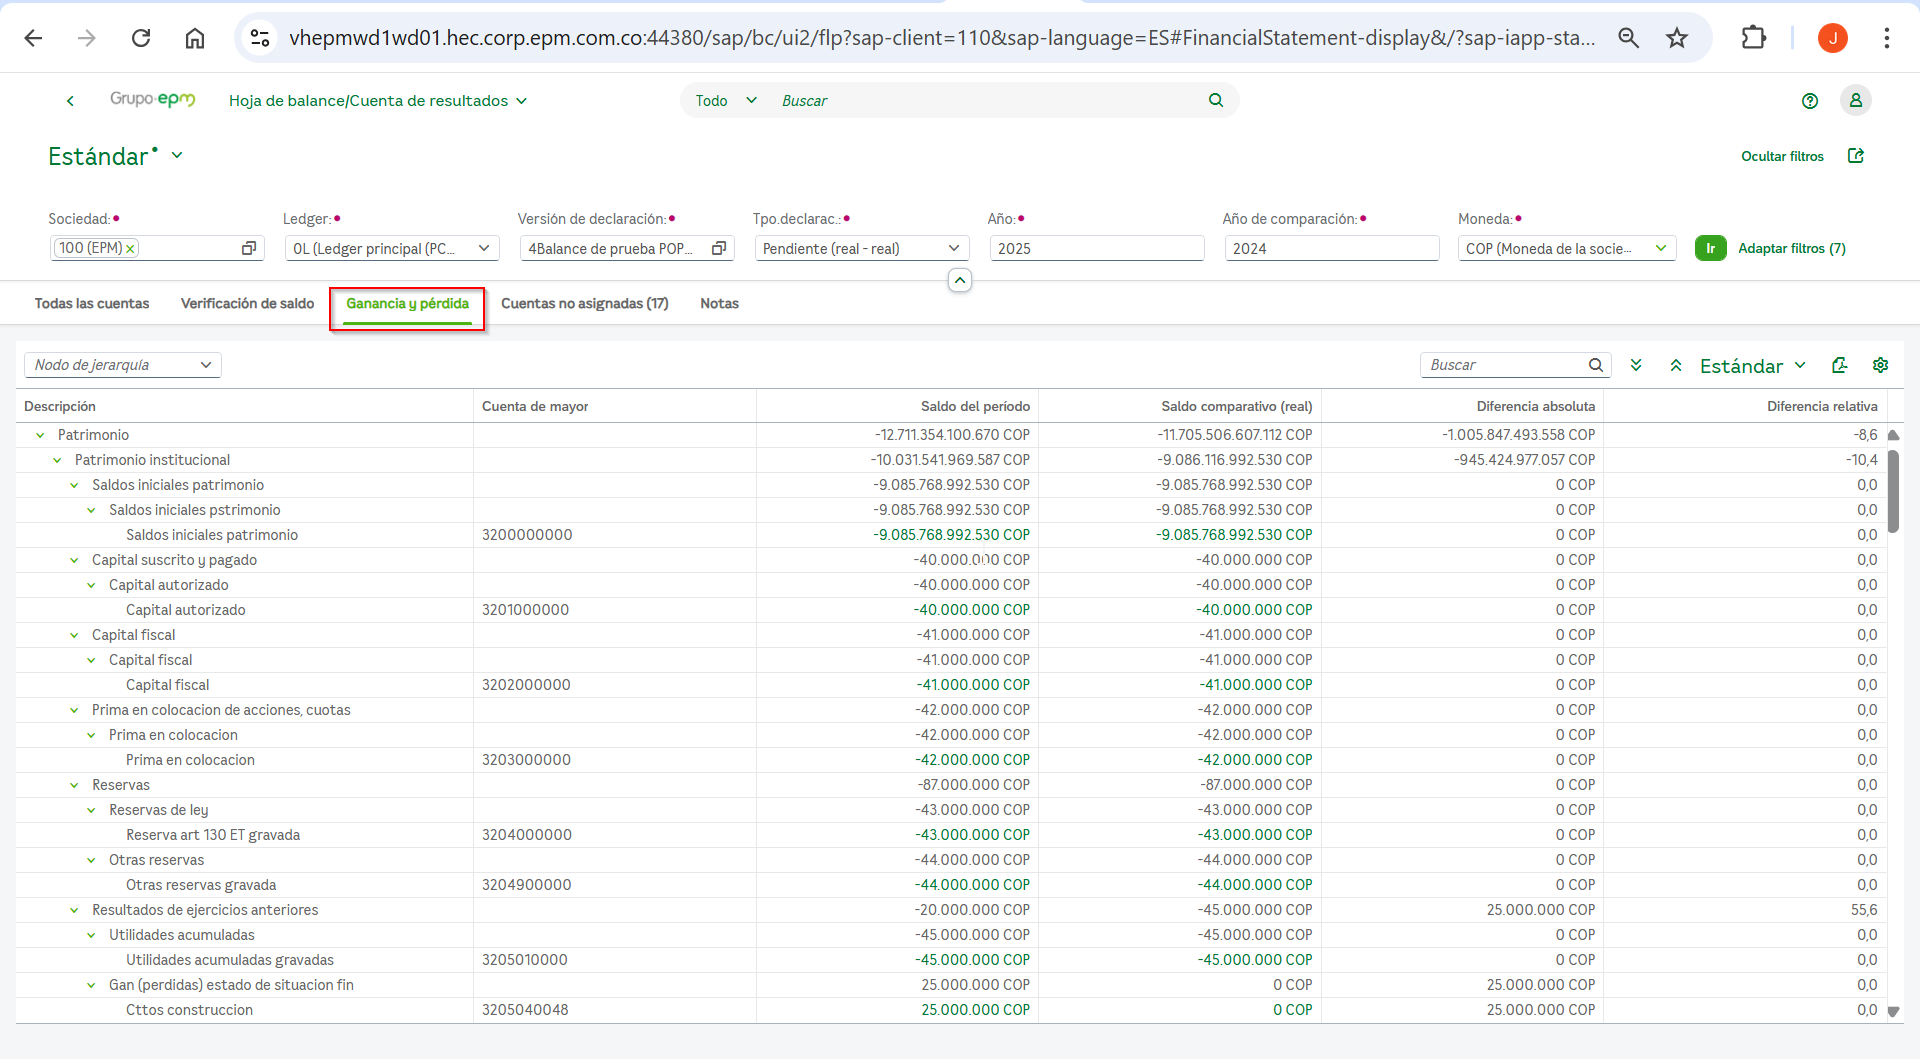 vhepmwd1wd01.hec.corp.epm.com.co:44380/sap/bc/ui2/flp?sap-client=110&sap-language=ES#FinancialStatement-display&/?sap-iapp-sta...
J
Grupo·epm Hoja de balance/Cuenta de resultados Todo Buscar
Estándar* Ocultar filtros
Sociedad: Ledger: Versión de declaración: Tpo.declarac.: Año: Año de comparación: Moneda:
100 (EPM) 0L (Ledger principal (PC... 4Balance de prueba POP... Pendiente (real - real) 2025 2024 COP (Moneda de la socie... Ir Adaptar filtros (7)
Todas las cuentas Verificación de saldo Ganancia y pérdida Cuentas no asignadas (17) Notas
Nodo de jerarquía Buscar Estándar
Descripción Cuenta de mayor Saldo del período Saldo comparativo (real) Diferencia absoluta Diferencia relativa
Patrimonio -12.711.354.100.670 COP -11.705.506.607.112 COP -1.005.847.493.558 COP -8,6
Patrimonio institucional -10.031.541.969.587 COP -9.086.116.992.530 COP -945.424.977.057 COP -10,4
Saldos iniciales patrimonio -9.085.768.992.530 COP -9.085.768.992.530 COP 0 COP 0,0
Saldos iniciales pstrimonio -9.085.768.992.530 COP -9.085.768.992.530 COP 0 COP 0,0
Saldos iniciales patrimonio 3200000000 -9.085.768.992.530 COP -9.085.768.992.530 COP 0 COP 0,0
Capital suscrito y pagado -40.000.000 COP -40.000.000 COP 0 COP 0,0
Capital autorizado -40.000.000 COP -40.000.000 COP 0 COP 0,0
Capital autorizado 3201000000 -40.000.000 COP -40.000.000 COP 0 COP 0,0
Capital fiscal -41.000.000 COP -41.000.000 COP 0 COP 0,0
Capital fiscal -41.000.000 COP -41.000.000 COP 0 COP 0,0
Capital fiscal 3202000000 -41.000.000 COP -41.000.000 COP 0 COP 0,0
Prima en colocacion de acciones, cuotas -42.000.000 COP -42.000.000 COP 0 COP 0,0
Prima en colocacion -42.000.000 COP -42.000.000 COP 0 COP 0,0
Prima en colocacion 3203000000 -42.000.000 COP -42.000.000 COP 0 COP 0,0
Reservas -87.000.000 COP -87.000.000 COP 0 COP 0,0
Reservas de ley -43.000.000 COP -43.000.000 COP 0 COP 0,0
Reserva art 130 ET gravada 3204000000 -43.000.000 COP -43.000.000 COP 0 COP 0,0
Otras reservas -44.000.000 COP -44.000.000 COP 0 COP 0,0
Otras reservas gravada 3204900000 -44.000.000 COP -44.000.000 COP 0 COP 0,0
Resultados de ejercicios anteriores -20.000.000 COP -45.000.000 COP 25.000.000 COP 55,6
Utilidades acumuladas -45.000.000 COP -45.000.000 COP 0 COP 0,0
Utilidades acumuladas gravadas 3205010000 -45.000.000 COP -45.000.000 COP 0 COP 0,0
Gan (perdidas) estado de situacion fin 25.000.000 COP 0 COP 25.000.000 COP 0,0
Cttos construccion 3205040048 25.000.000 COP 0 COP 25.000.000 COP 0,0